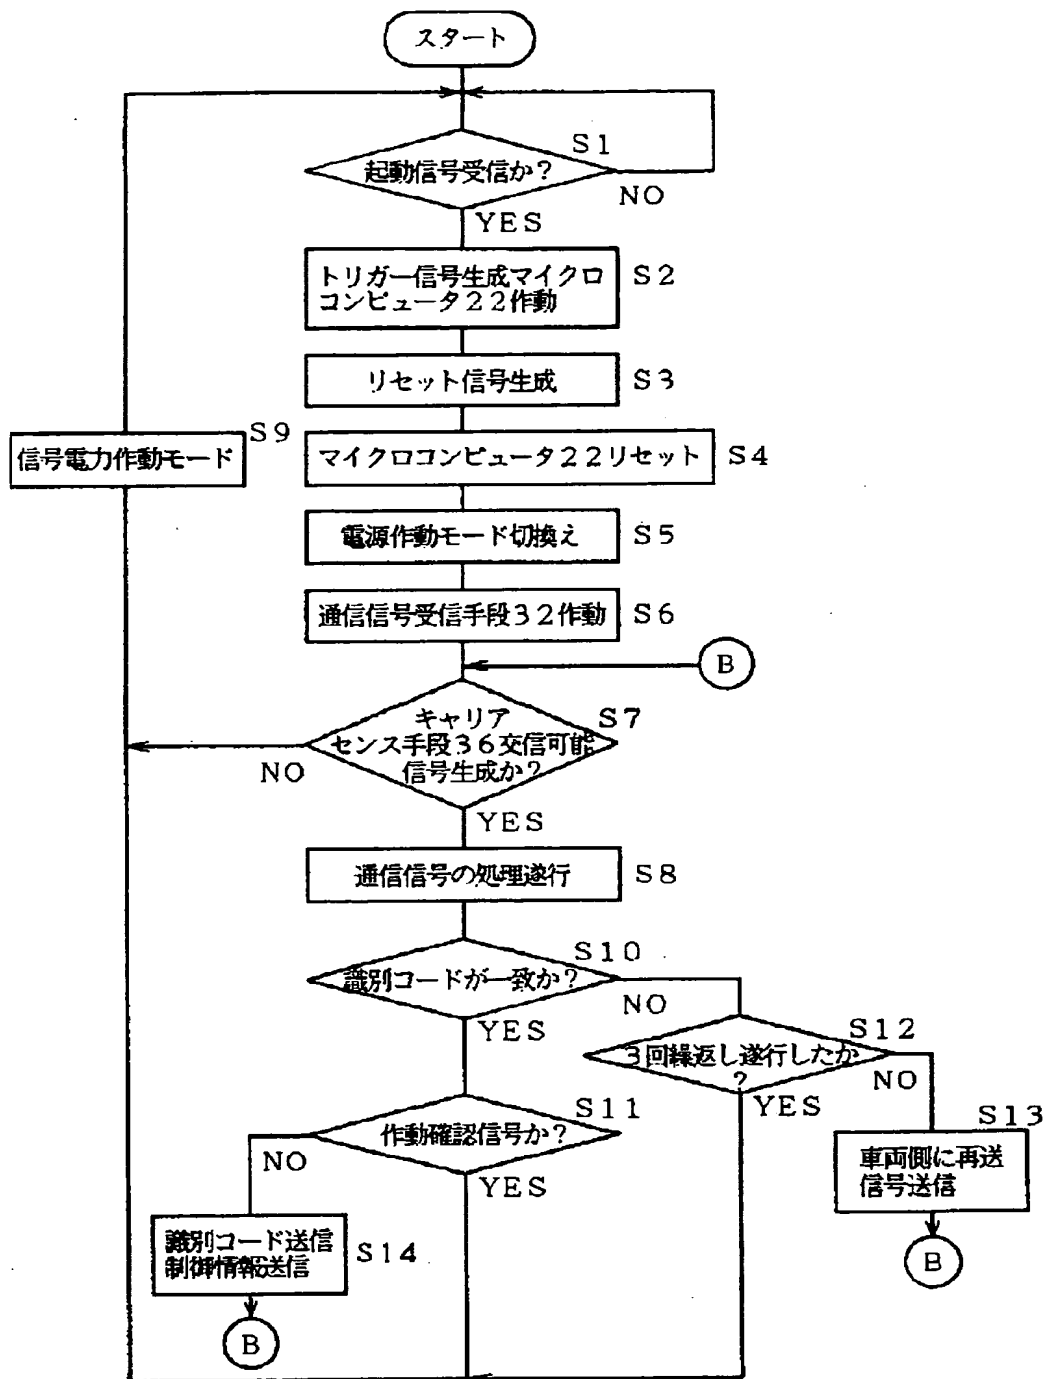 スタート
S1
起動信号受信か？
NO
YES
トリガー信号生成マイクロ
コンピュータ２２作動
S2
リセット信号生成
S3
S9
信号電力作動モード
マイクロコンピュータ２２リセット
S4
電源作動モード切換え
S5
通信信号受信手段３２作動
S6
B
キャリア
センス手段３６交信可能
信号生成か？
S7
NO
YES
通信信号の処理遂行
S8
S10
識別コードが一致か？
NO
YES
S12
３回繰返し遂行したか
？
NO
YES
S11
作動確認信号か？
NO
YES
S13
車両側に再送
信号送信
B
識別コード送信
制御情報送信
S14
B